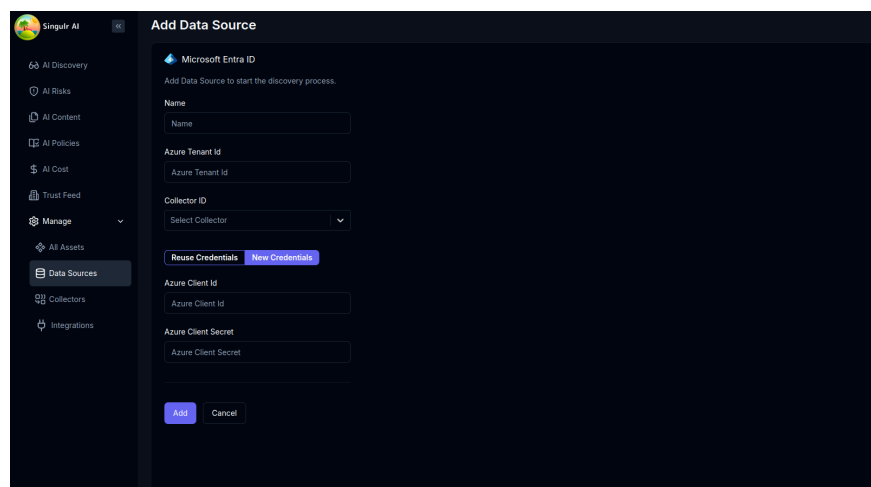 Singulr AI
AI Discovery
AI Risks
AI Content
AI Policies
AI Cost
Trust Feed
Manage
All Assets
Data Sources
Collectors
Integrations
Add Data Source
Microsoft Entra ID
Add Data Source to start the discovery process.
Name
Name
Azure Tenant Id
Azure Tenant Id
Collector ID
Select Collector
Reuse Credentials New Credentials
Azure Client Id
Azure Client Id
Azure Client Secret
Azure Client Secret
Add Cancel